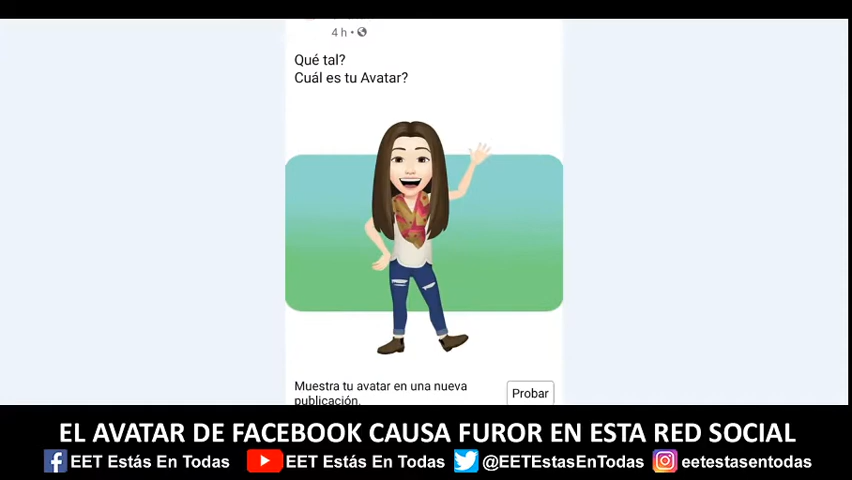 4 h •
Qué tal?
Cuál es tu Avatar?
Muestra tu avatar en una nueva
publicación.
Probar
EL AVATAR DE FACEBOOK CAUSA FUROR EN ESTA RED SOCIAL
EET Estás En Todas EET Estás En Todas @EETEstasEnTodas eetestasentodas